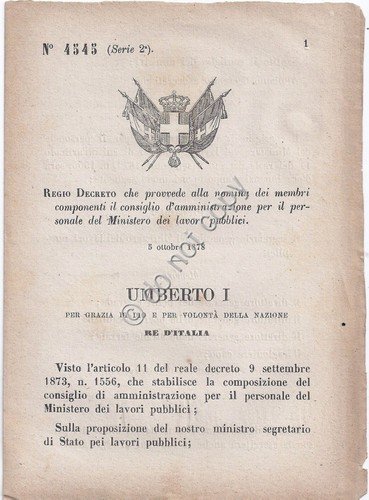 N° 4545 (Serie 2ª).
1
REGIO DECRETO che provvede alla nomina dei membri
componenti il consiglio d'amministrazione per il per-
sonale del Ministero dei lavori pubblici.
5 ottobre 1878
UMBERTO I
PER GRAZIA DI DIO E PER VOLONTÀ DELLA NAZIONE
RE D'ITALIA
Visto l'articolo 11 del reale decreto 9 settembre
1873, n. 1556, che stabilisce la composizione del
consiglio di amministrazione per il personale del
Ministero dei lavori pubblici;
Sulla proposizione del nostro ministro segretario
di Stato pei lavori pubblici;
do not copy